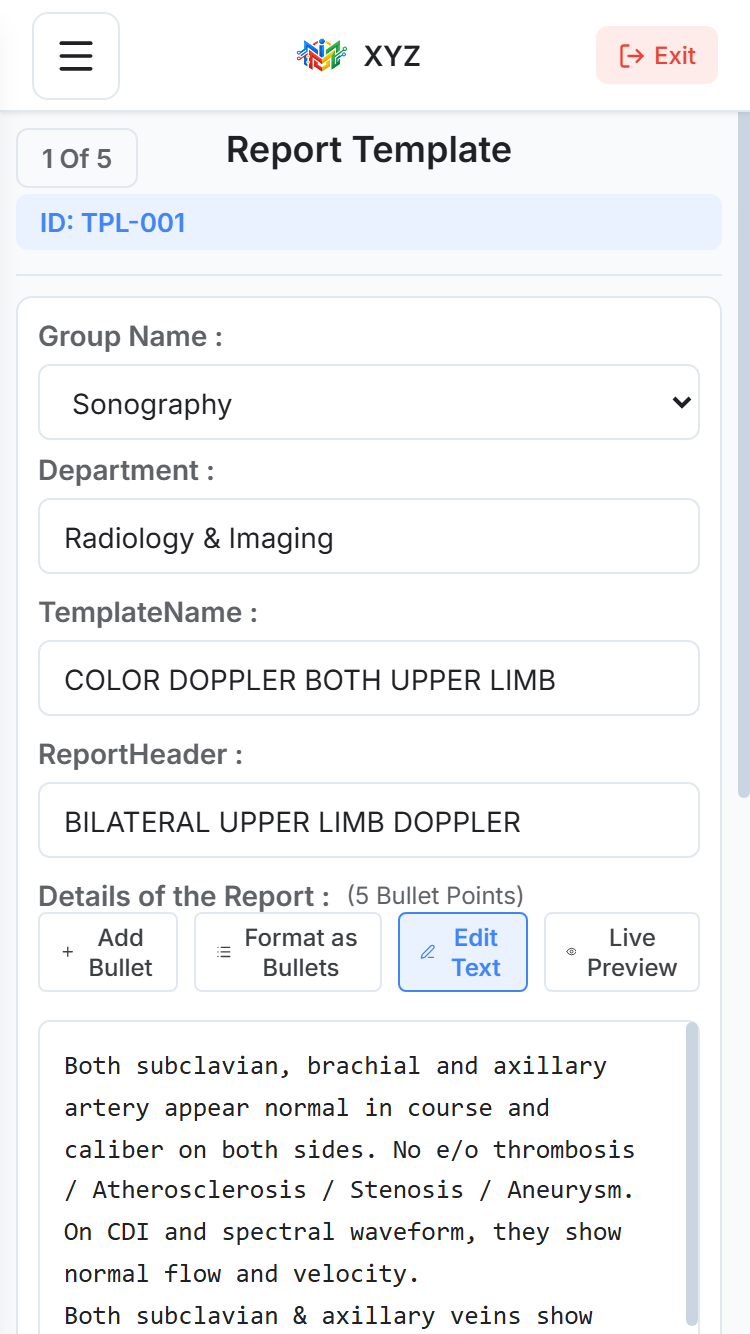 XYZ
Exit
1 Of 5
Report Template
ID: TPL-001
Group Name :
Sonography
Department :
Radiology & Imaging
TemplateName :
COLOR DOPPLER BOTH UPPER LIMB
ReportHeader :
BILATERAL UPPER LIMB DOPPLER
Details of the Report : (5 Bullet Points)
+ Add
Bullet
Format as
Bullets
Edit
Text
Live
Preview
Both subclavian, brachial and axillary
artery appear normal in course and
caliber on both sides. No e/o thrombosis
/ Atherosclerosis / Stenosis / Aneurysm.
On CDI and spectral waveform, they show
normal flow and velocity.
Both subclavian & axillary veins show